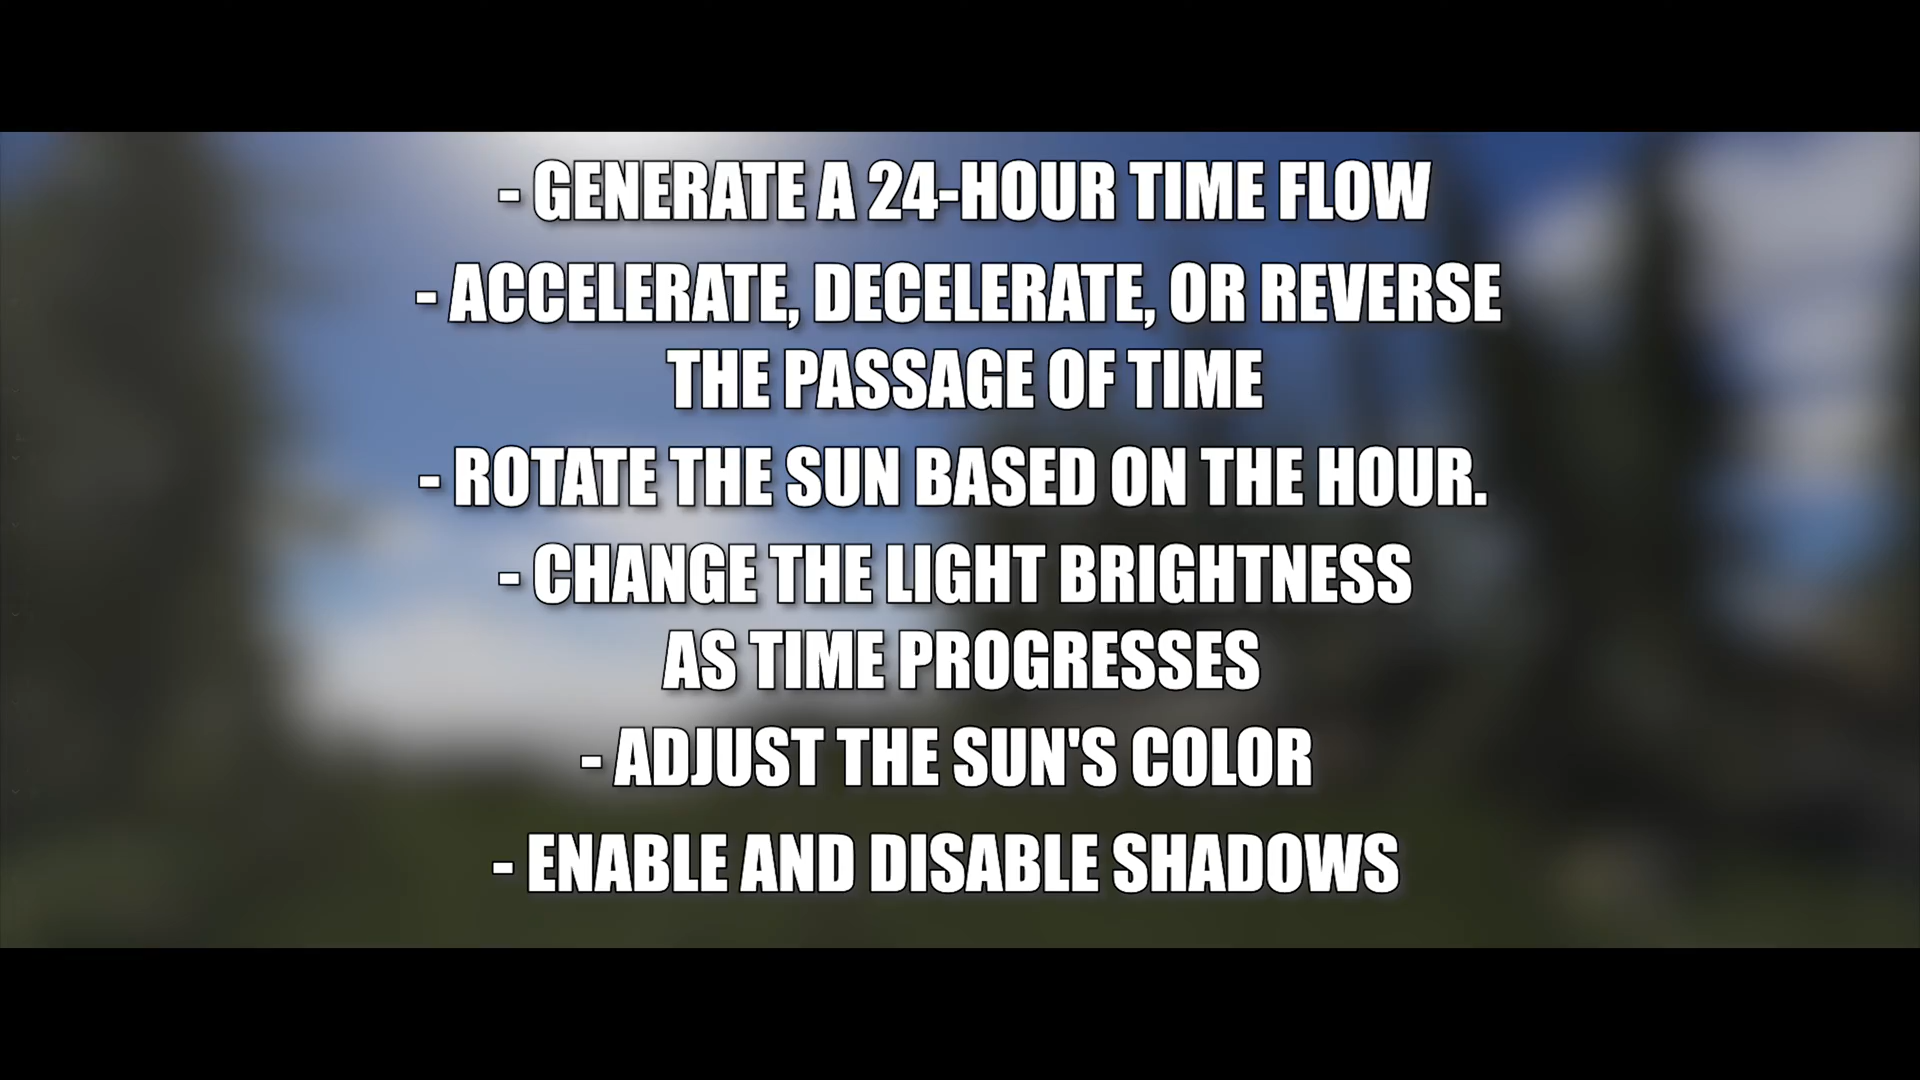 - GENERATE A 24-HOUR TIME FLOW
- ACCELERATE, DECELERATE, OR REVERSE
THE PASSAGE OF TIME
- ROTATE THE SUN BASED ON THE HOUR.
- CHANGE THE LIGHT BRIGHTNESS
AS TIME PROGRESSES
- ADJUST THE SUN'S COLOR
- ENABLE AND DISABLE SHADOWS